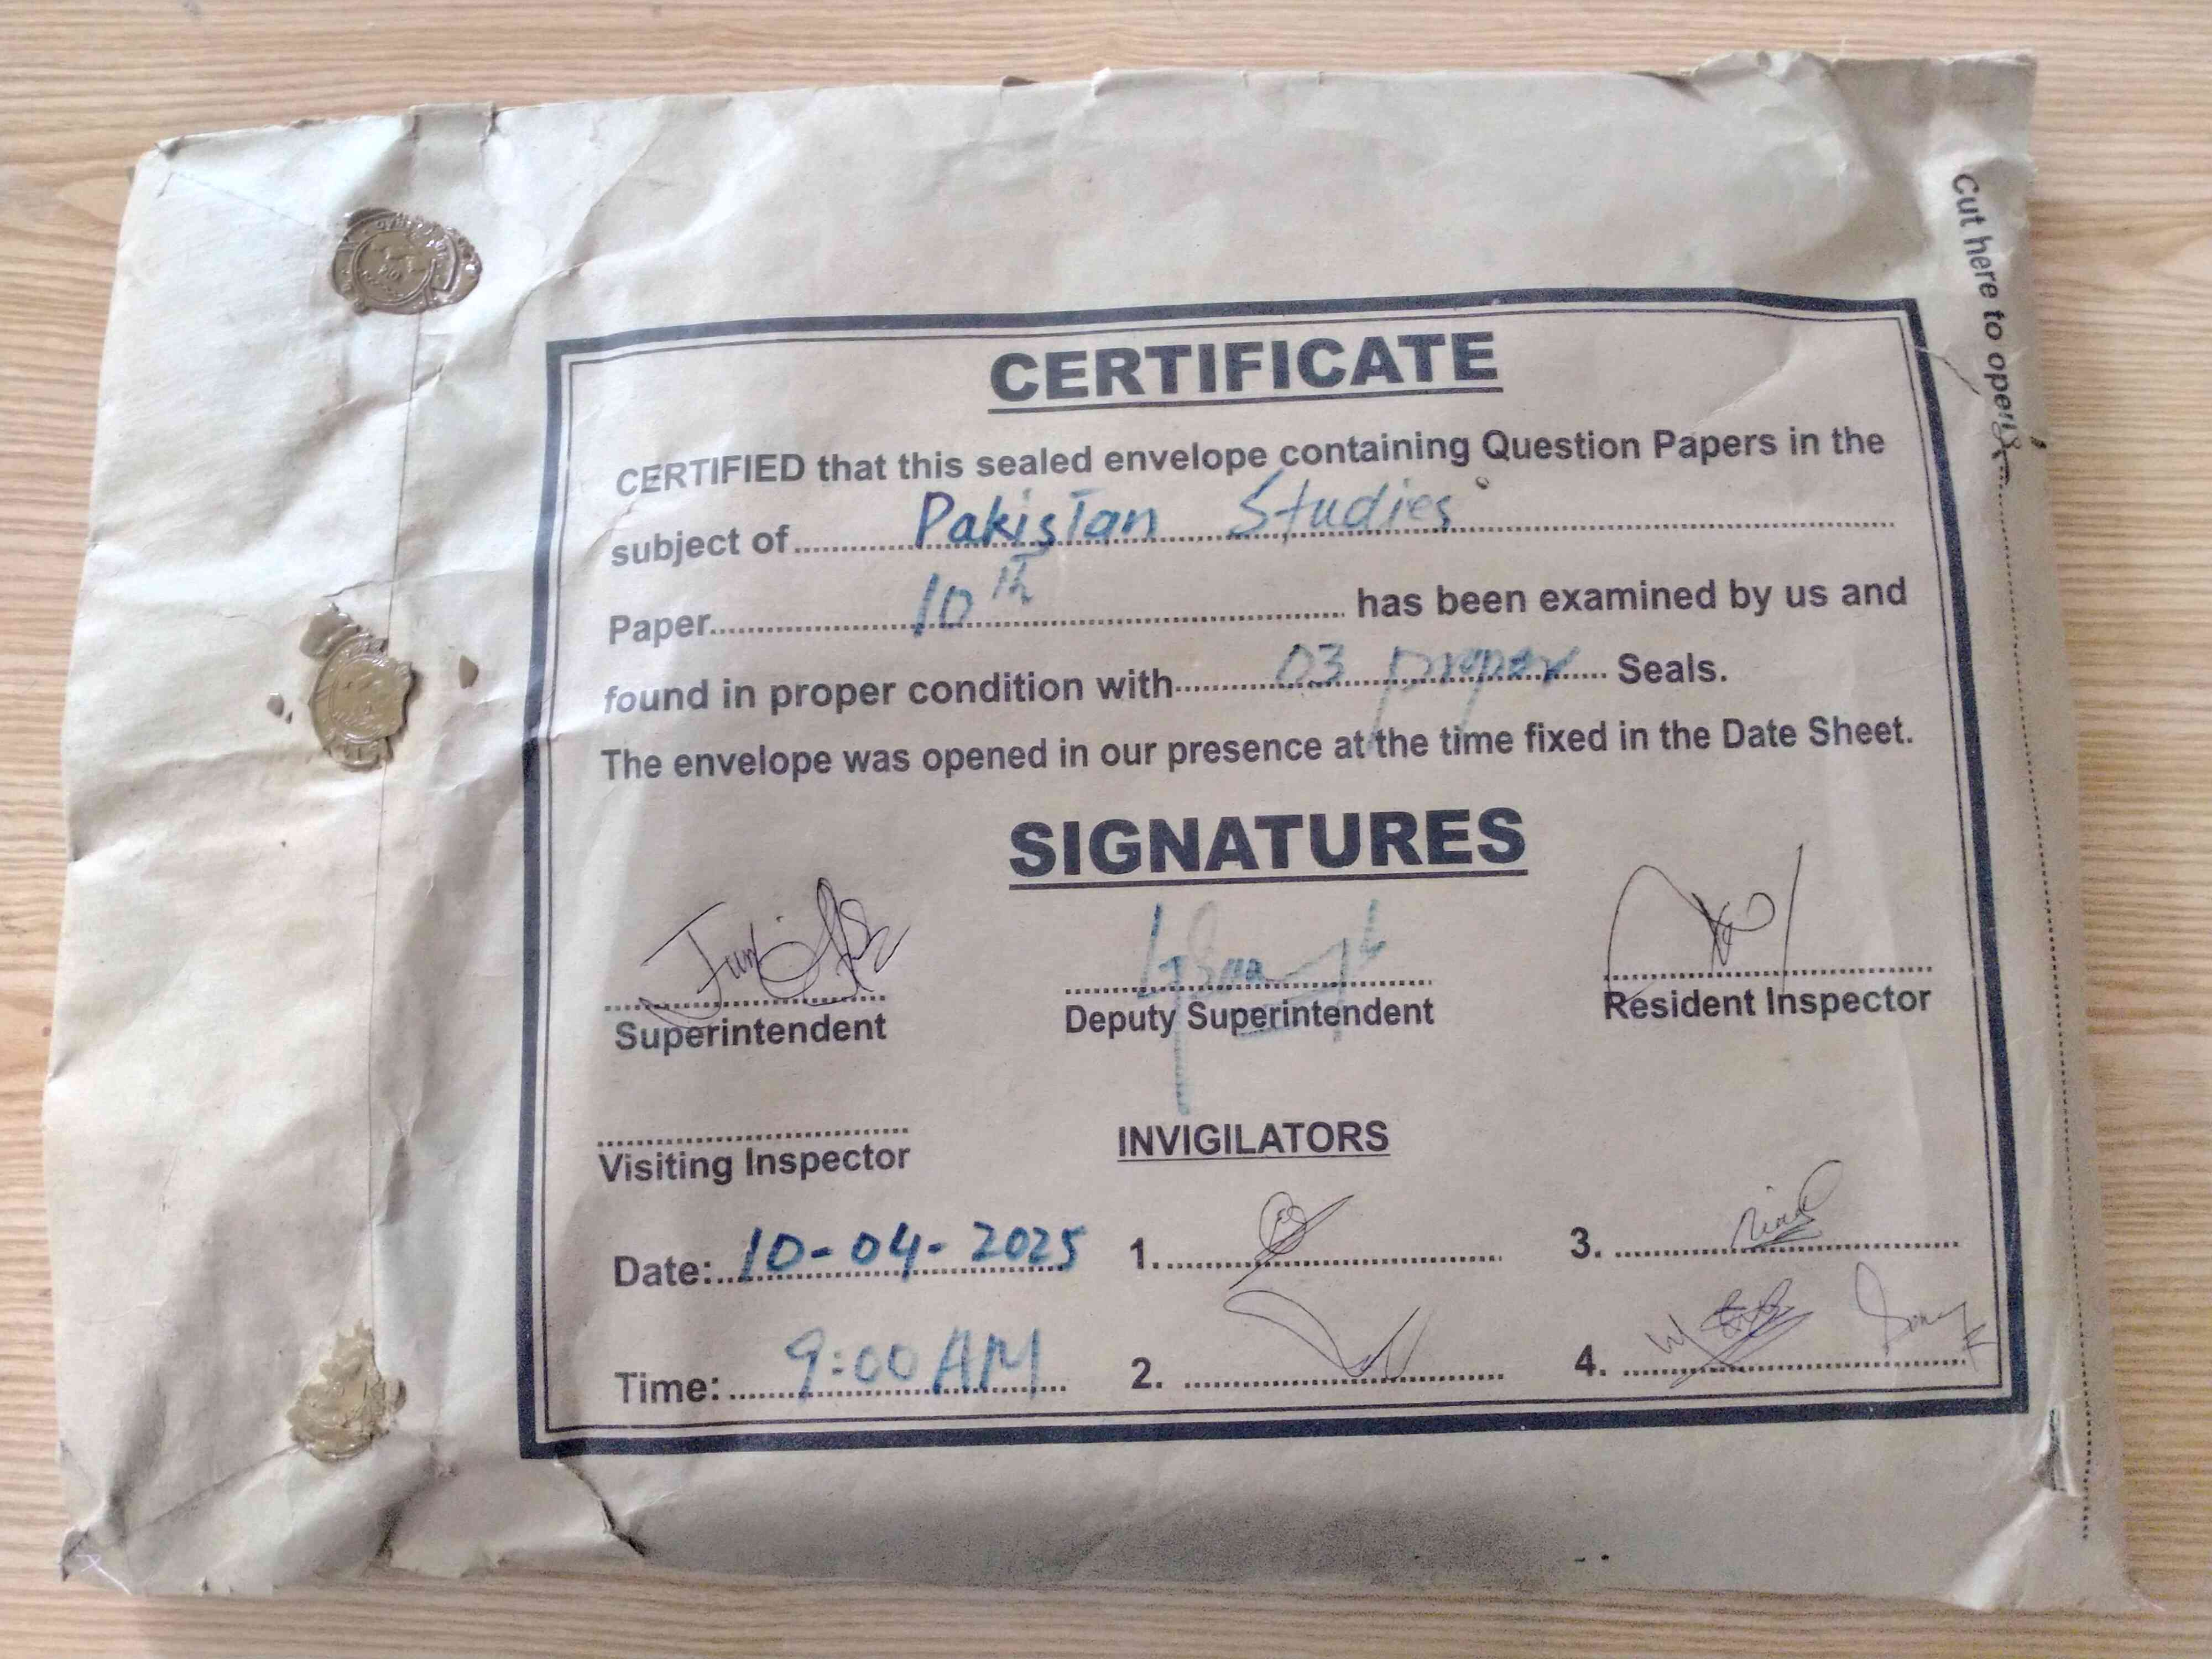 Cut here to open
CERTIFICATE
CERTIFIED that this sealed envelope containing Question Papers in the
subject of Pakistan Studies
Paper 10th has been examined by us and
found in proper condition with 03 proper Seals.
The envelope was opened in our presence at the time fixed in the Date Sheet.
SIGNATURES
Superintendent Deputy Superintendent Resident Inspector
Visiting Inspector INVIGILATORS
Date: 10-04-2025 1. 3.
Time: 9:00 AM 2. 4.